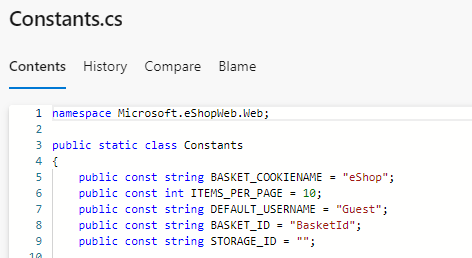 Constants.cs
Contents History Compare Blame
1 namespace Microsoft.eShopWeb.Web;
2
3 public static class Constants
4 {
5 public const string BASKET_COOKIENAME = "eShop";
6 public const int ITEMS_PER_PAGE = 10;
7 public const string DEFAULT_USERNAME = "Guest";
8 public const string BASKET_ID = "BasketId";
9 public const string STORAGE_ID = "";
10